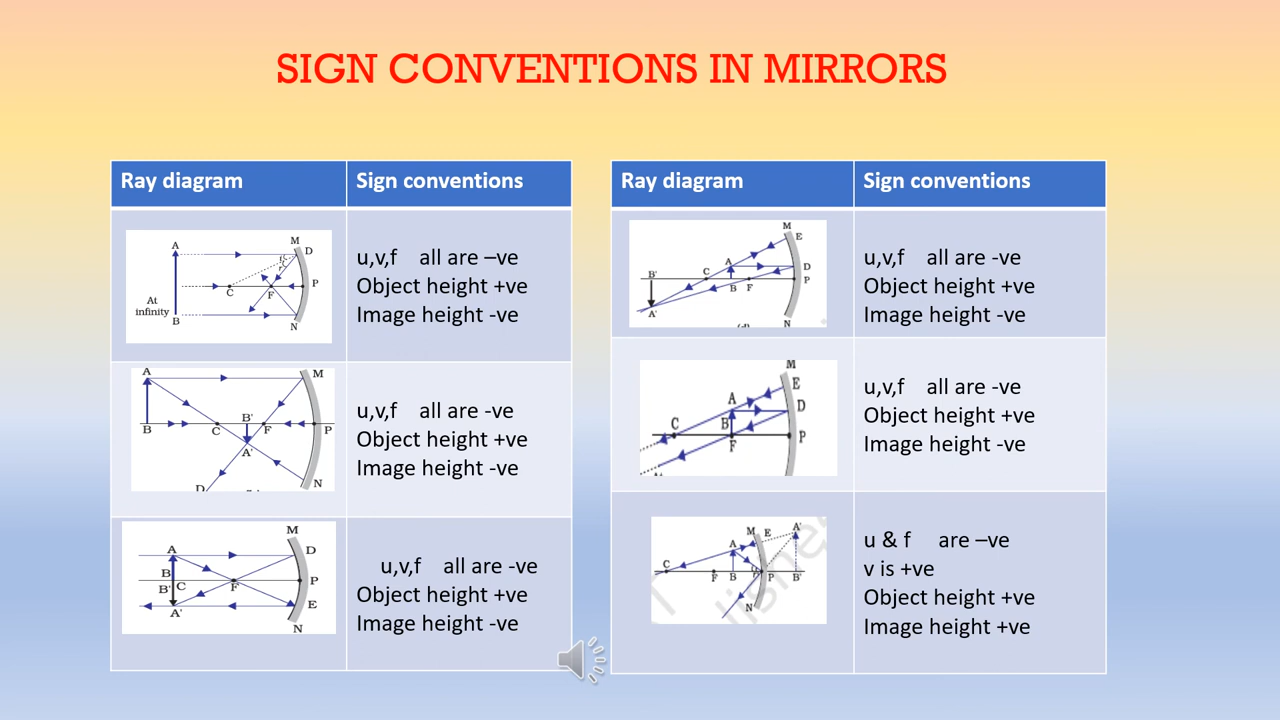 SIGN CONVENTIONS IN MIRRORS
Ray diagram
Sign conventions
A
M
D
C
F
P
At
infinity
B
N
u,v,f all are –ve
Object height +ve
Image height -ve
A
M
B'
B
C
F
P
A'
N
D
u,v,f all are -ve
Object height +ve
Image height -ve
M
A
D
B
C
F
P
B'
A'
E
N
u,v,f all are -ve
Object height +ve
Image height -ve
Ray diagram
Sign conventions
M
E
A
D
B'
C
B
F
P
A'
N
u,v,f all are -ve
Object height +ve
Image height -ve
M
E
A
D
C
B
F
P
u,v,f all are -ve
Object height +ve
Image height -ve
M
E
A'
A
C
F
B
P
B'
N
u & f are –ve
v is +ve
Object height +ve
Image height +ve